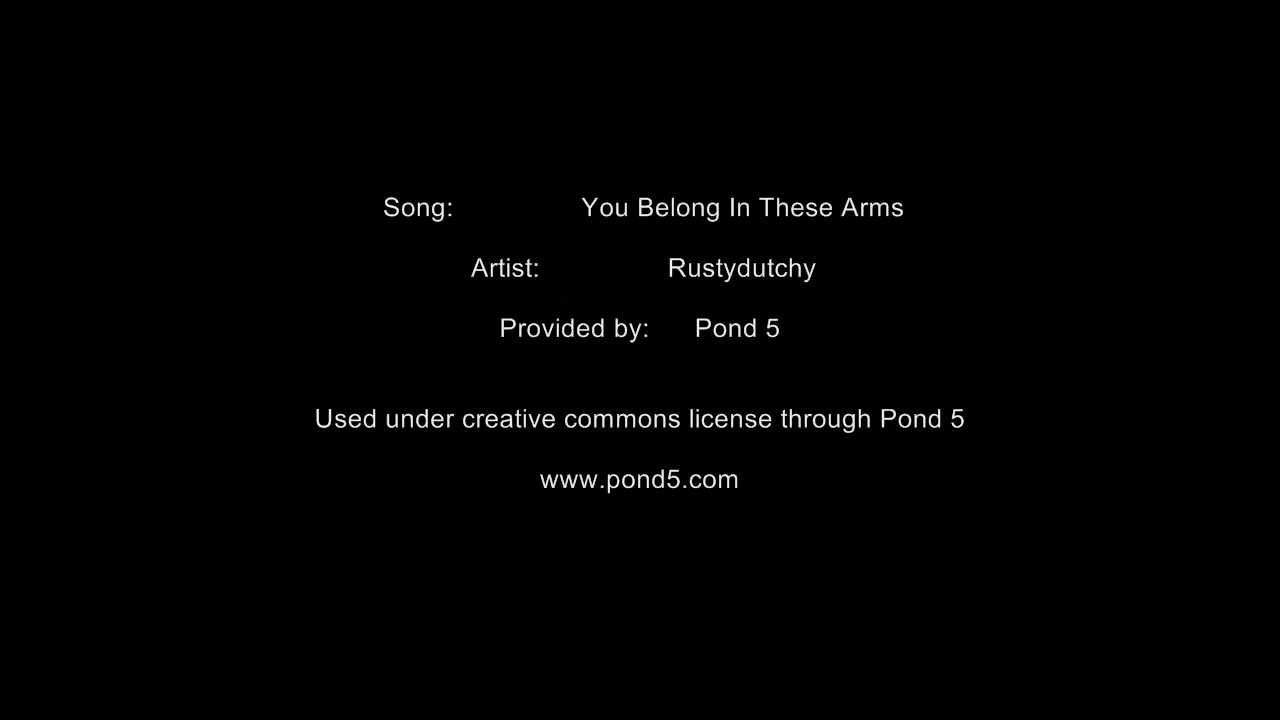 Song: You Belong In These Arms
Artist: Rustydutchy
Provided by: Pond 5
Used under creative commons license through Pond 5
www.pond5.com